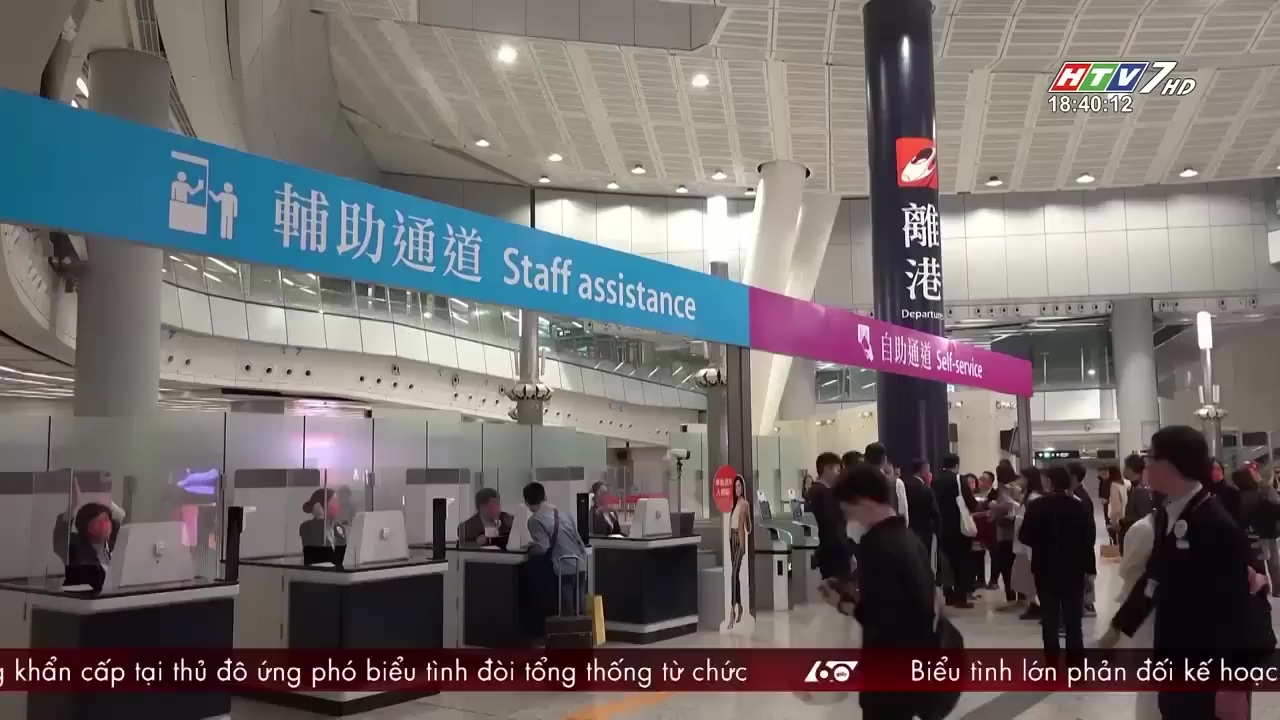 HTV7 HD
18:40:12
離港
Departures
輔助通道 Staff assistance
自助通道 Self-service
khẩn cấp tại thủ đô ứng phó biểu tình đòi tổng thống từ chức
Biểu tình lớn phản đối kế hoạc